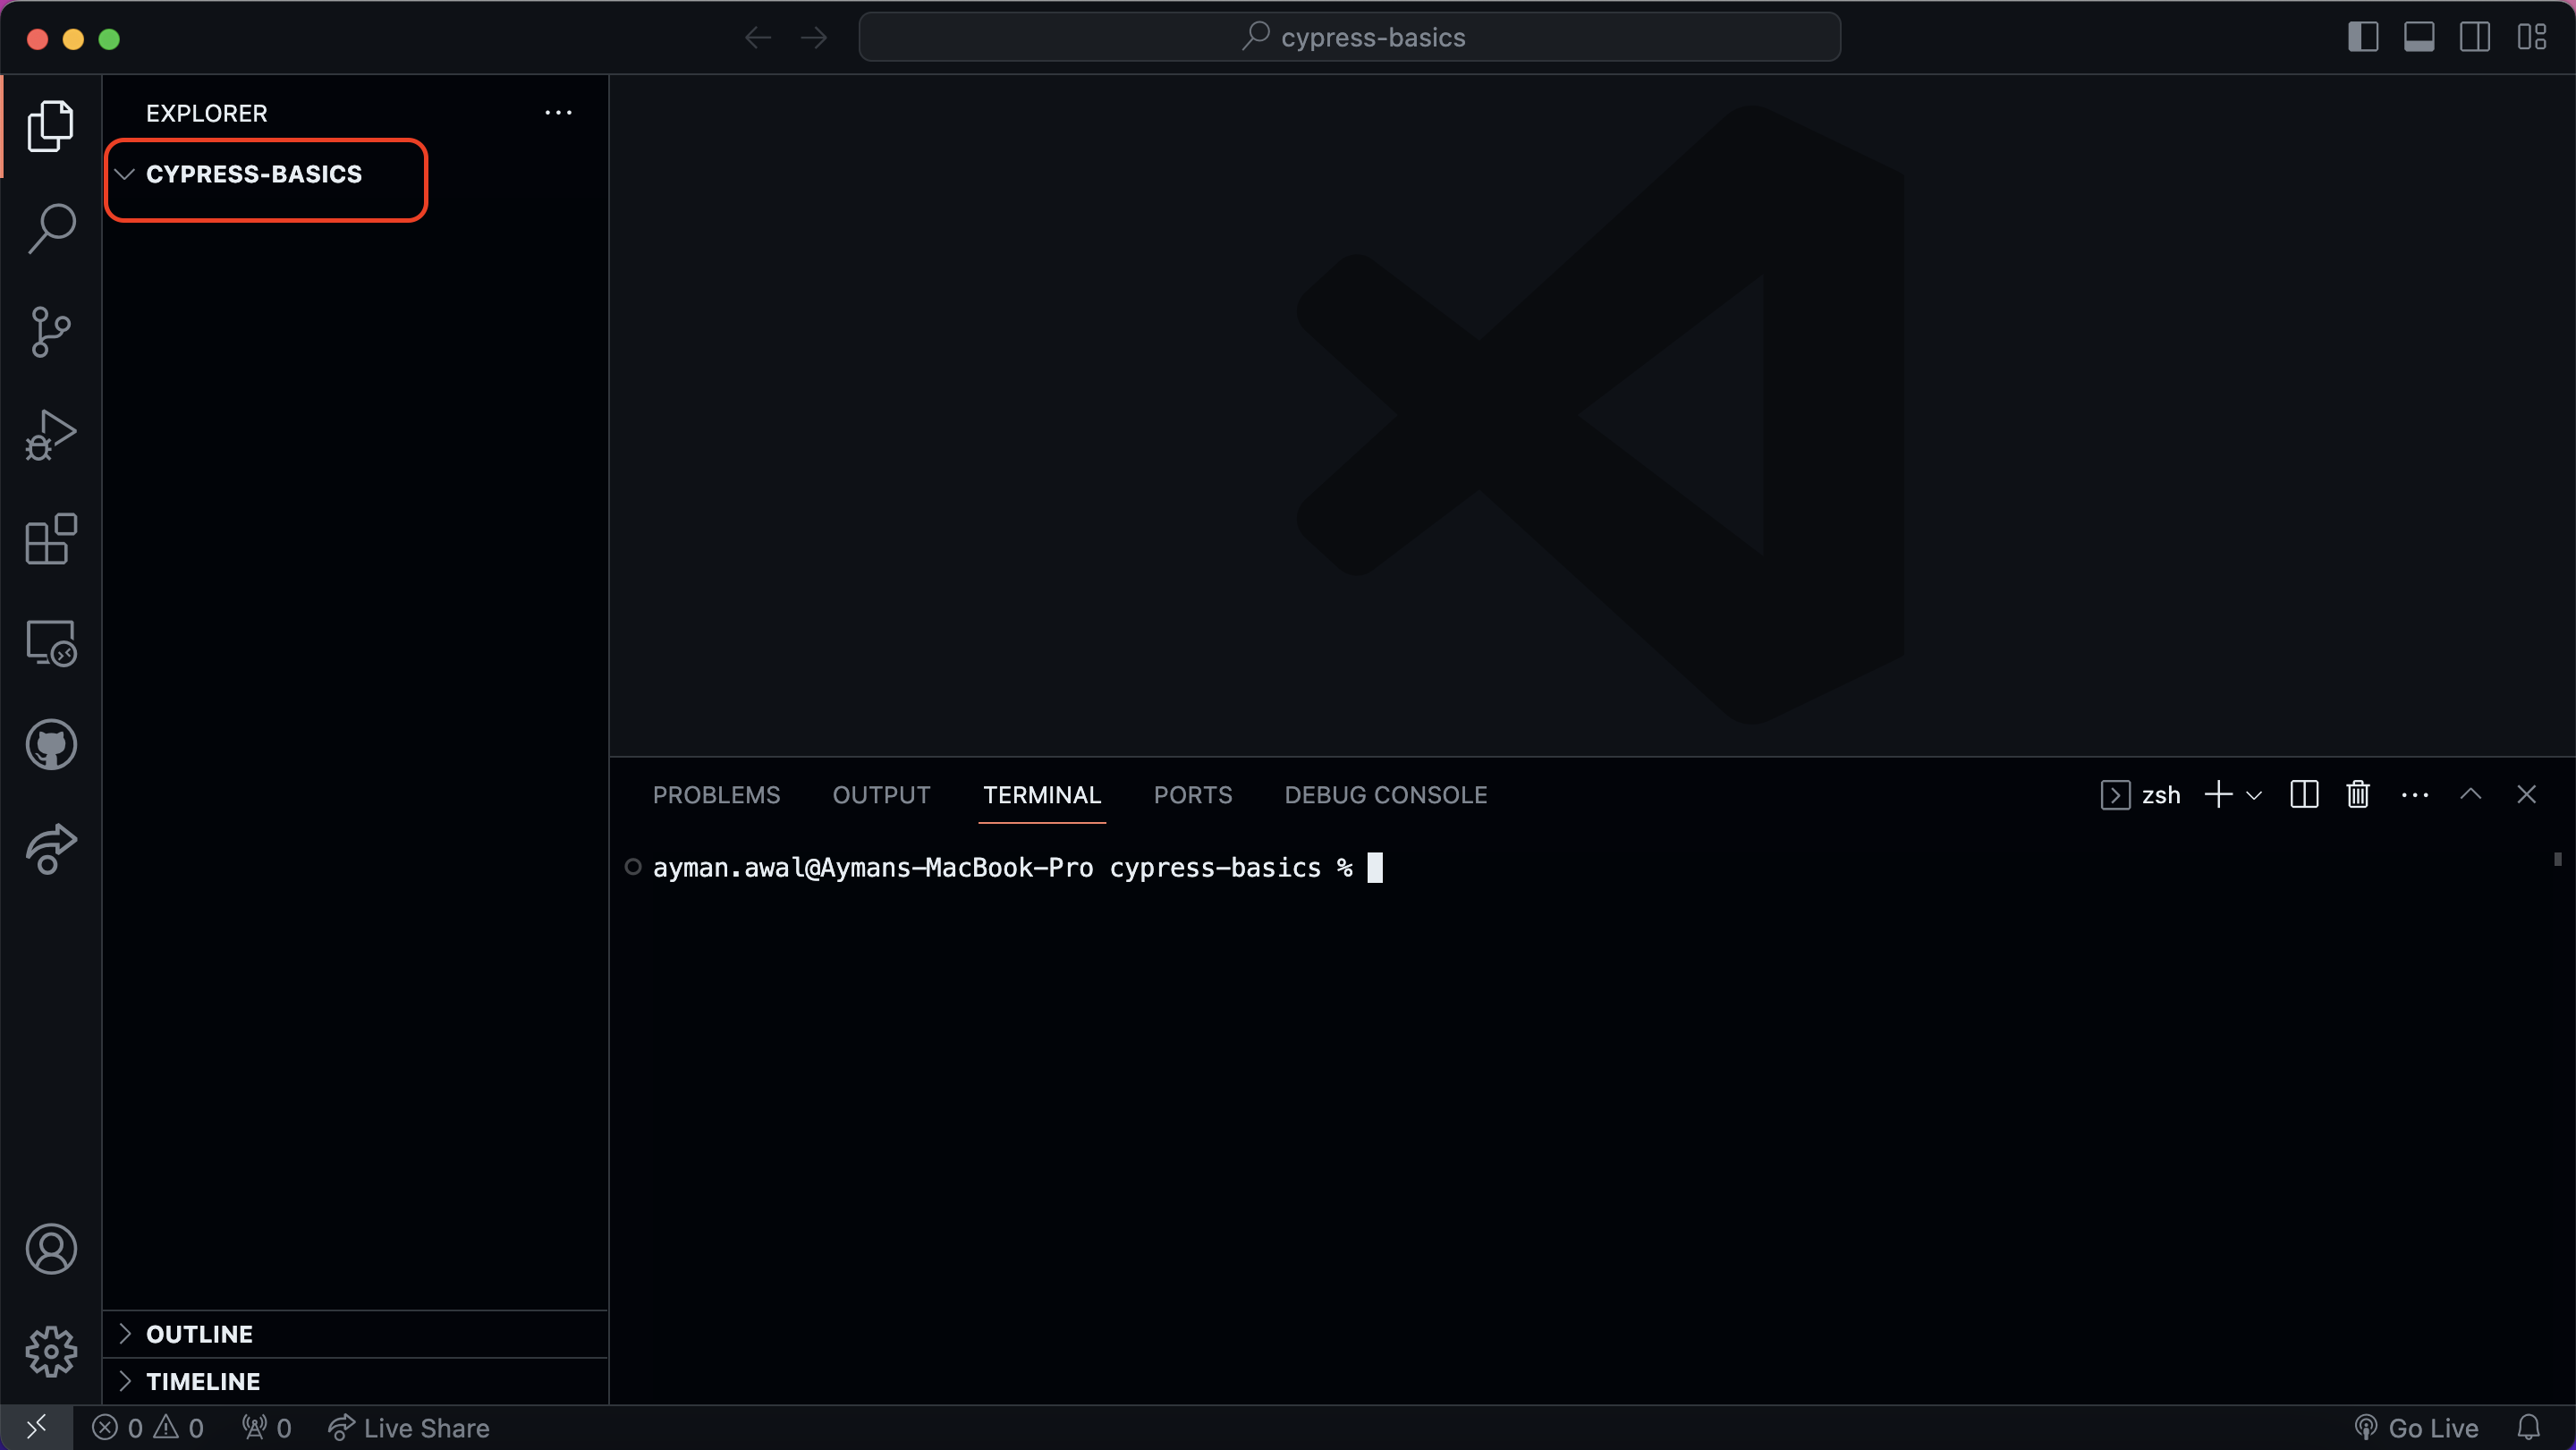 cypress-basics
EXPLORER
CYPRESS-BASICS
PROBLEMS OUTPUT TERMINAL PORTS DEBUG CONSOLE zsh
ayman.awal@Aymans-MacBook-Pro cypress-basics %
OUTLINE
TIMELINE
0 0 0 Live Share Go Live